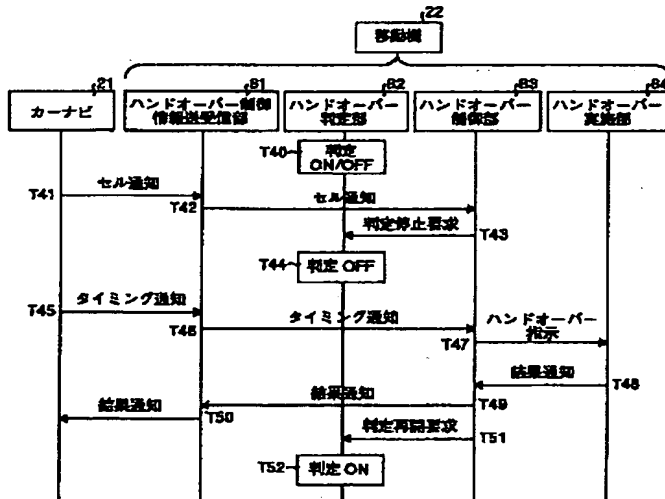 22
移動機
21
81
82
83
84
カーナビ
ハンドオーバー制御
情報送受信部
ハンドオーバー
判定部
ハンドオーバー
制御部
ハンドオーバー
実施部
T40
判定
ON/OFF
T41
セル通知
T42
セル通知
判定停止要求
T43
T44
判定 OFF
T45
タイミング通知
T46
タイミング通知
T47
ハンドオーバー
指示
結果通知
T48
結果通知
T49
結果通知
T50
判定再開要求
T51
T52
判定 ON